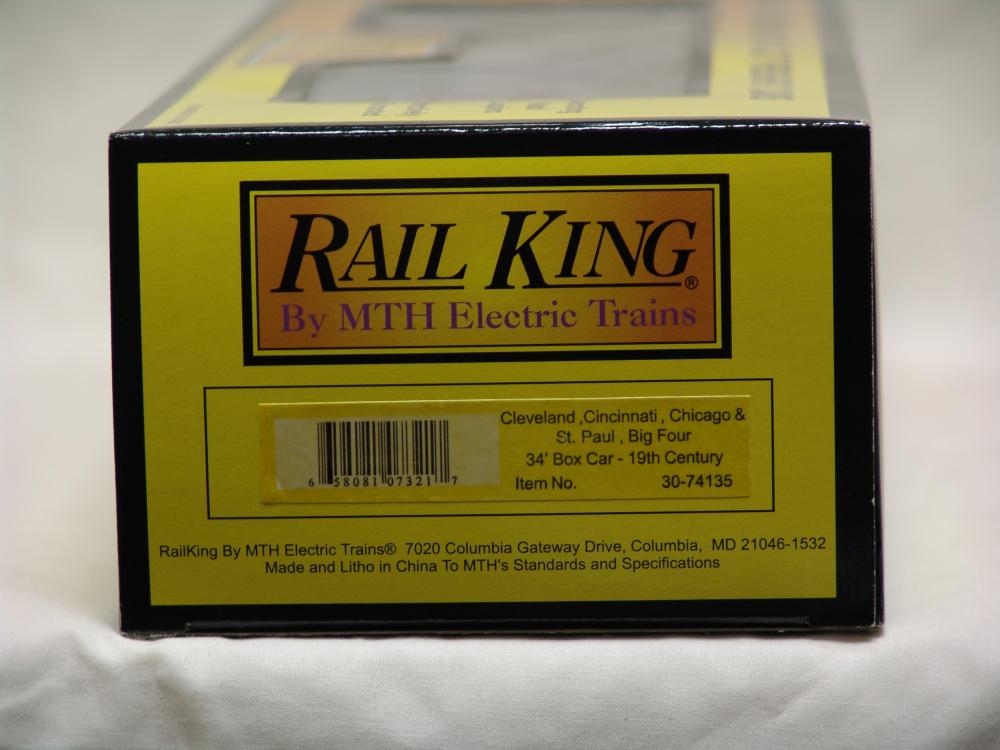 RAIL KING®
By MTH Electric Trains
Cleveland ,Cincinnati , Chicago &
St. Paul , Big Four
34' Box Car - 19th Century
Item No. 30-74135
6 58081 07321 7
RailKing By MTH Electric Trains® 7020 Columbia Gateway Drive, Columbia, MD 21046-1532
Made and Litho in China To MTH's Standards and Specifications